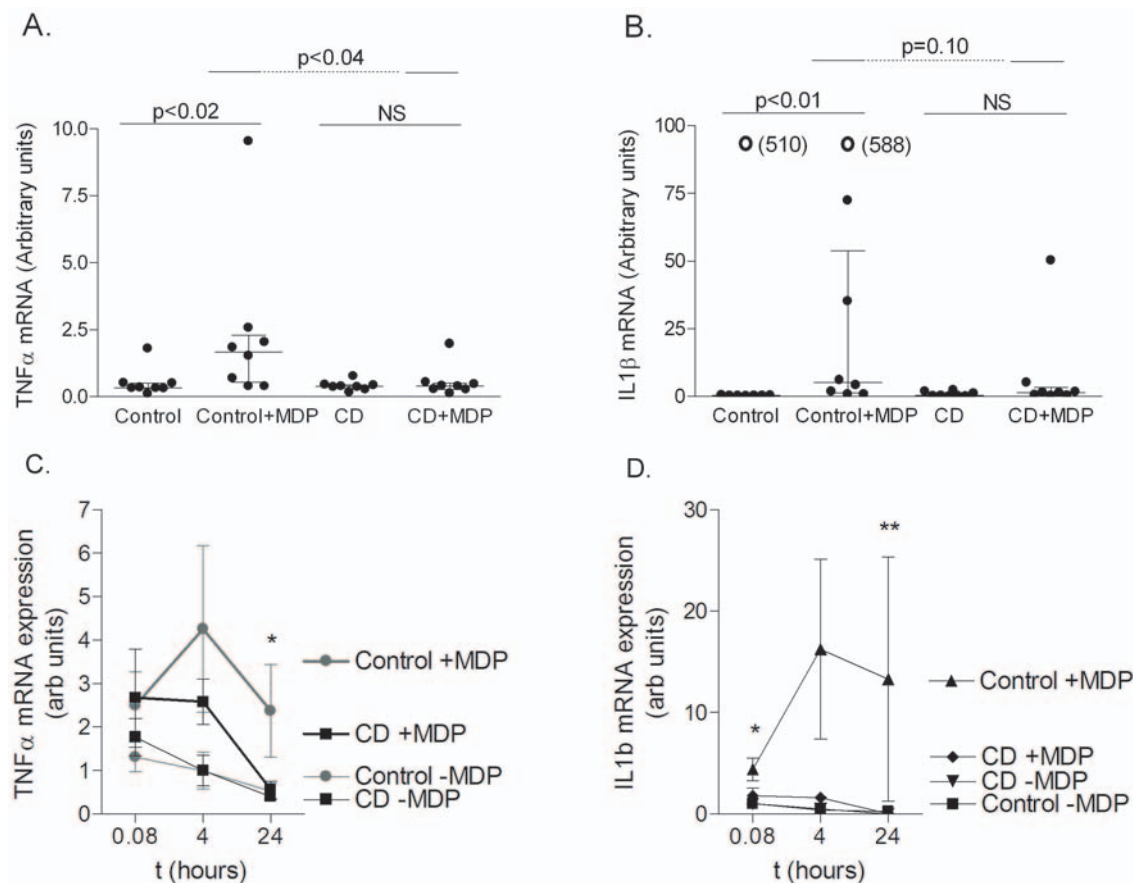 A.
p<0.04
p<0.02
NS
TNFα mRNA (Arbitrary units)
10.0
7.5
5.0
2.5
0.0
Control
Control+MDP
CD
CD+MDP
B.
p=0.10
p<0.01
NS
IL1β mRNA (Arbitrary units)
100
75
50
25
0
(510)
(588)
Control
Control+MDP
CD
CD+MDP
C.
TNFα mRNA expression
(arb units)
7
6
5
4
3
2
1
0
*
0.08
4
24
t (hours)
Control +MDP
CD +MDP
Control -MDP
CD -MDP
D.
IL1b mRNA expression
(arb units)
30
20
10
0
*
**
0.08
4
24
t (hours)
Control +MDP
CD +MDP
CD -MDP
Control -MDP